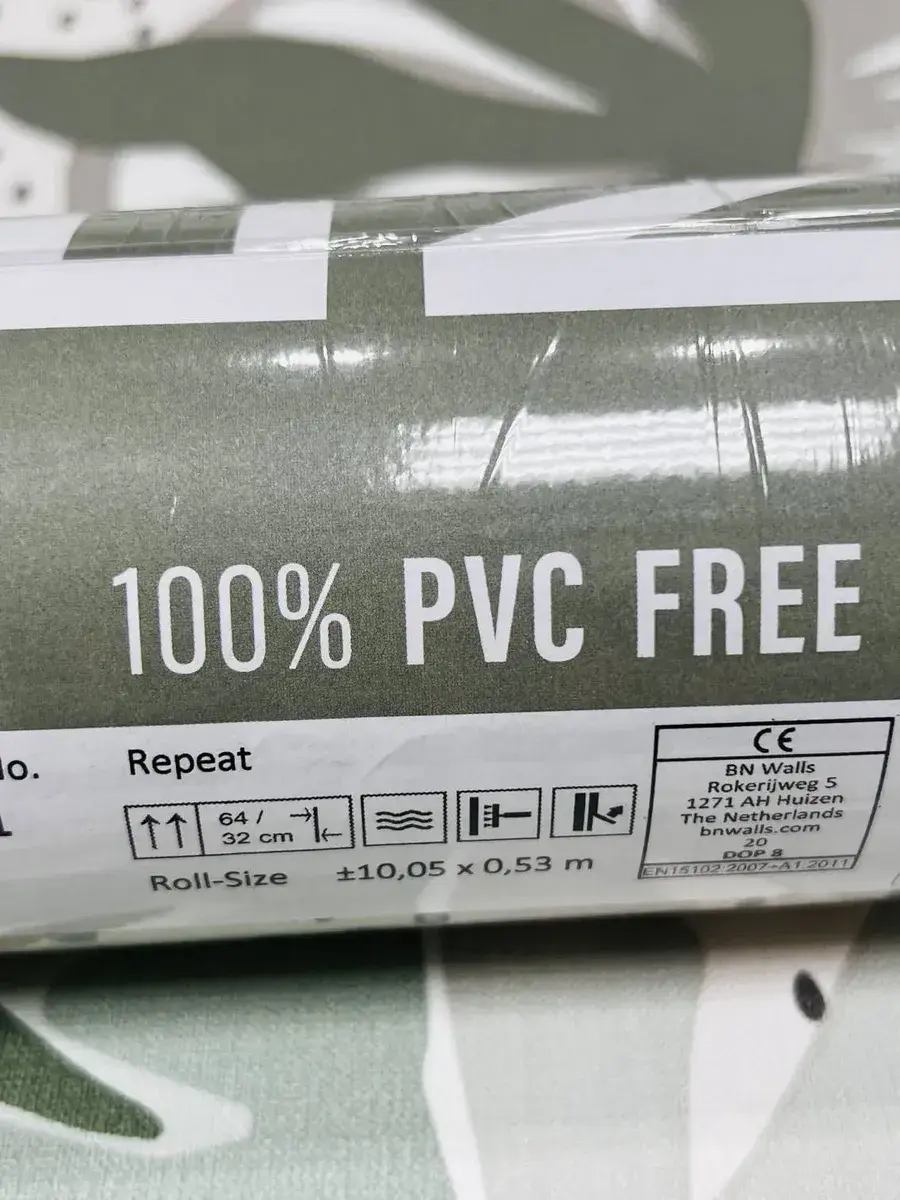 100% PVC FREE
No.
Repeat
64 /
32 cm
Roll-Size ±10,05 x 0,53 m
CE
BN Walls
Rokerijweg 5
1271 AH Huizen
The Netherlands
bnwalls.com
20
DOP 8
EN15102:2007+A1:2011